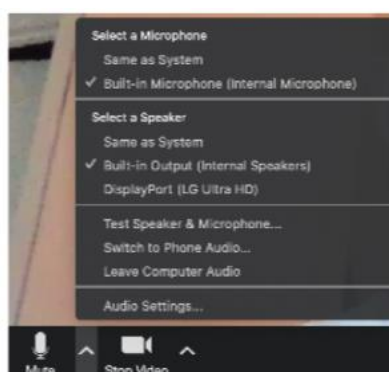 Select a Microphone
Same as System
✓ Built-in Microphone (Internal Microphone)
Select a Speaker
Same as System
✓ Built-in Output (Internal Speakers)
DisplayPort (LG Ultra HD)
Test Speaker & Microphone...
Switch to Phone Audio...
Leave Computer Audio
Audio Settings...
Mute
Stop Video